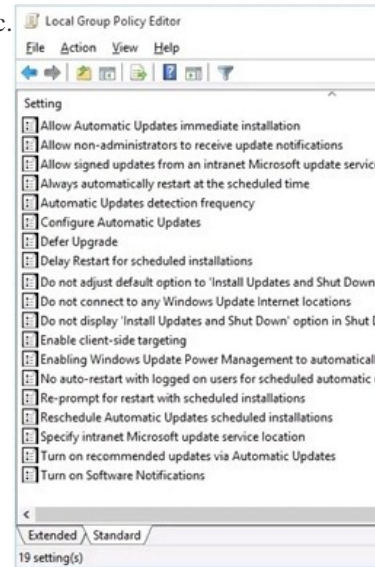 c.
Local Group Policy Editor
File Action View Help
Setting
Allow Automatic Updates immediate installation
Allow non-administrators to receive update notifications
Allow signed updates from an intranet Microsoft update service
Always automatically restart at the scheduled time
Automatic Updates detection frequency
Configure Automatic Updates
Defer Upgrade
Delay Restart for scheduled installations
Do not adjust default option to 'Install Updates and Shut Down
Do not connect to any Windows Update Internet locations
Do not display 'Install Updates and Shut Down' option in Shut
Enable client-side targeting
Enabling Windows Update Power Management to
No auto-restart with logged on users for scheduled automatic
Re-prompt for restart with scheduled installations
Reschedule Automatic Updates scheduled installations
Specify intranet Microsoft update service location
Turn on recommended updates via Automatic Updates
Turn on Software Notifications
Extended Standard
19 setting(s)